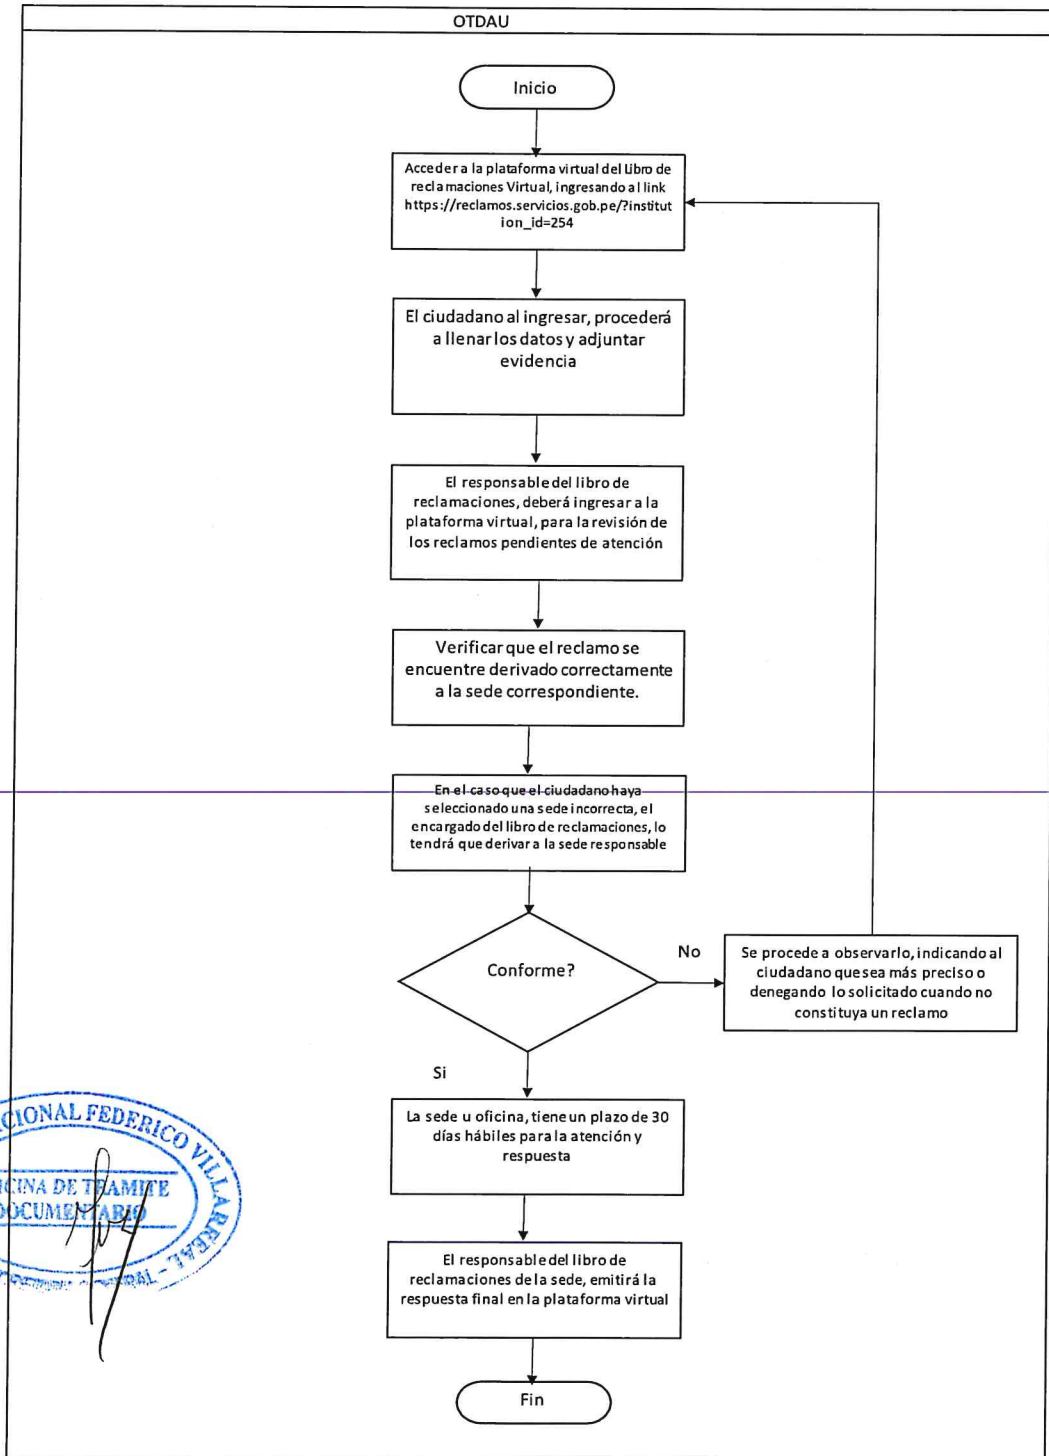 OTDAU
Inicio
Acceder a la plataforma virtual del Libro de
reclamaciones Virtual, ingresando al link
https://reclamos.servicios.gob.pe/?institut
ion_id=254
El ciudadano al ingresar, procederá
a llenar los datos y adjuntar
evidencia
El responsable del libro de
reclamaciones, deberá ingresar a la
plataforma virtual, para la revisión de
los reclamos pendientes de atención
Verificar que el reclamo se
encuentre derivado correctamente
a la sede correspondiente.
En el caso que el ciudadano haya
seleccionado una sede incorrecta, el
encargado del libro de reclamaciones, lo
tendrá que derivar a la sede responsable
Conforme?
No
Se procede a observarlo, indicando al
ciudadano que sea más preciso o
denegando lo solicitado cuando no
constituya un reclamo
Si
La sede u oficina, tiene un plazo de 30
días hábiles para la atención y
respuesta
El responsable del libro de
reclamaciones de la sede, emitirá la
respuesta final en la plataforma virtual
Fin
CIONAL FEDERICO VILLARREAL -
CINA DE TRAMITE
DOCUMENTARIO